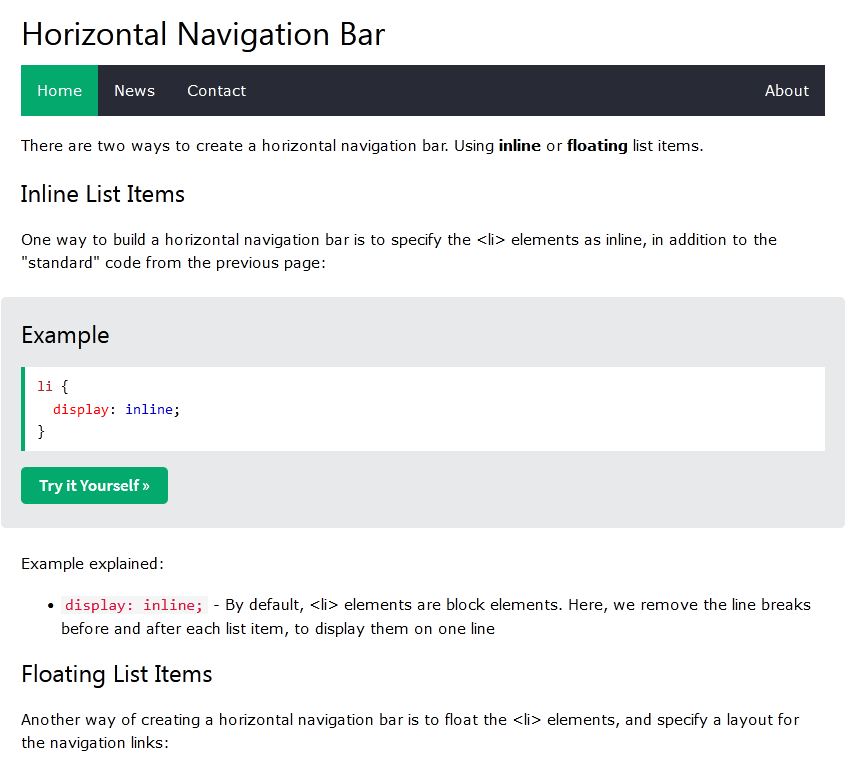 Horizontal Navigation Bar
Home News Contact About
There are two ways to create a horizontal navigation bar. Using inline or floating list items.
Inline List Items
One way to build a horizontal navigation bar is to specify the <li> elements as inline, in addition to the
"standard" code from the previous page:
Example
li {
  display: inline;
}
Try it Yourself »
Example explained:
• display: inline; - By default, <li> elements are block elements. Here, we remove the line breaks
before and after each list item, to display them on one line
Floating List Items
Another way of creating a horizontal navigation bar is to float the <li> elements, and specify a layout for
the navigation links: